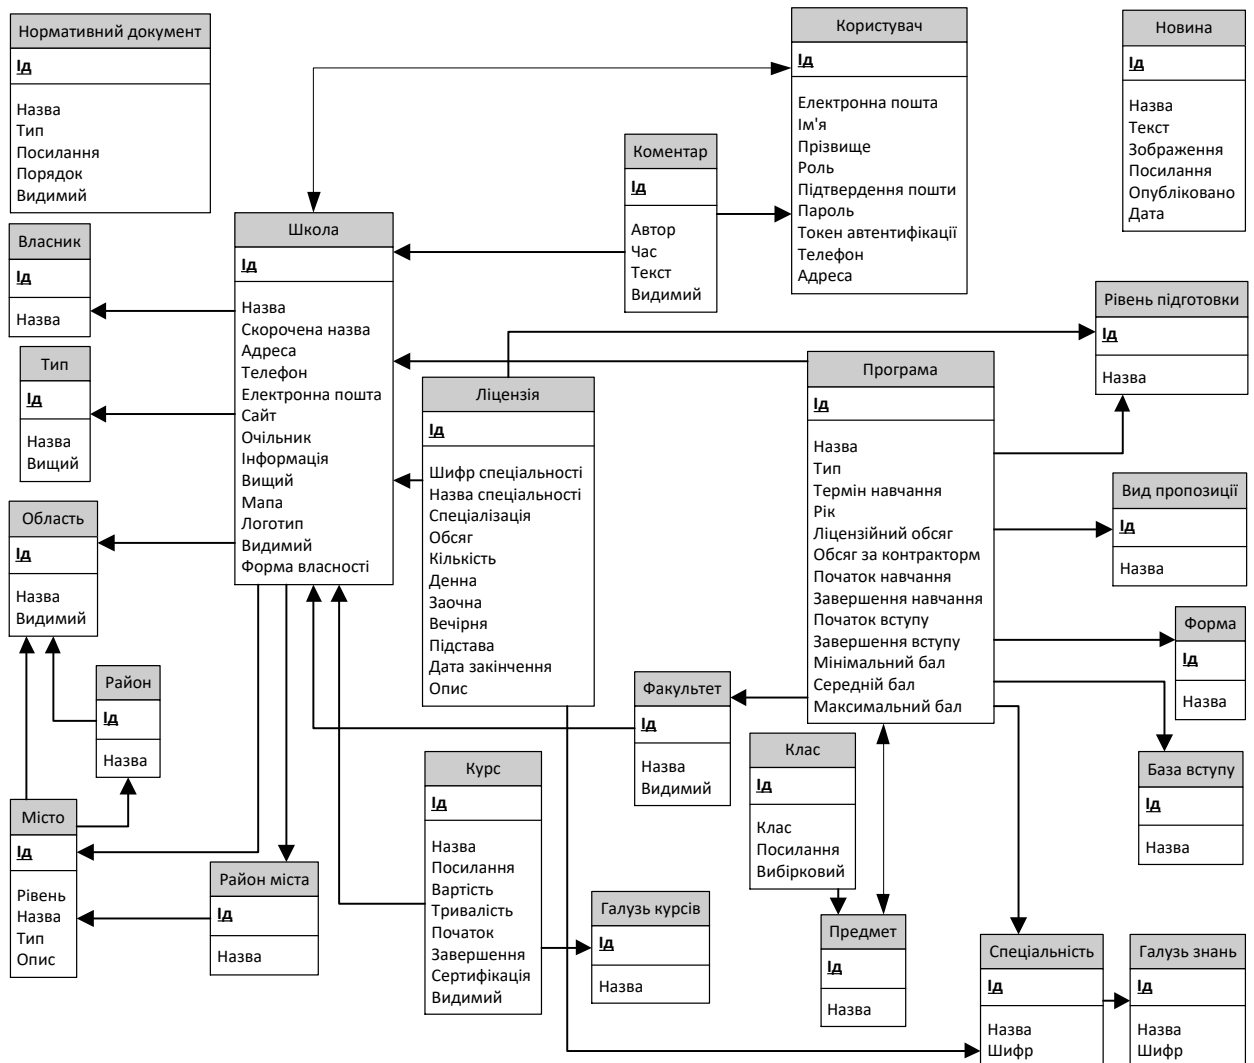 Нормативний документ
Ід
Назва
Тип
Посилання
Порядок
Видимий
Користувач
Ід
Електронна пошта
Ім'я
Прізвище
Роль
Підтвердення пошти
Пароль
Токен автентифікації
Телефон
Адреса
Новина
Ід
Назва
Текст
Зображення
Посилання
Опубліковано
Дата
Коментар
Ід
Автор
Час
Текст
Видимий
Школа
Ід
Назва
Скорочена назва
Адреса
Телефон
Електронна пошта
Сайт
Очільник
Інформація
Вищий
Мапа
Логотип
Видимий
Форма власності
Власник
Ід
Назва
Тип
Ід
Назва
Вищий
Область
Ід
Назва
Видимий
Район
Ід
Назва
Місто
Ід
Рівень
Назва
Тип
Опис
Район міста
Ід
Назва
Ліцензія
Ід
Шифр спеціальності
Назва спеціальності
Спеціалізація
Обсяг
Кількість
Денна
Заочна
Вечірня
Підстава
Дата закінчення
Опис
Програма
Ід
Назва
Тип
Термін навчання
Рік
Ліцензійний обсяг
Обсяг за контракторм
Початок навчання
Завершення навчання
Початок вступу
Завершення вступу
Мінімальний бал
Середній бал
Максимальний бал
Рівень підготовки
Ід
Назва
Вид пропозиції
Ід
Назва
Форма
Ід
Назва
База вступу
Ід
Назва
Факультет
Ід
Назва
Видимий
Клас
Ід
Клас
Посилання
Вибірковий
Курс
Ід
Назва
Посилання
Вартість
Тривалість
Початок
Завершення
Сертифікація
Видимий
Галузь курсів
Ід
Назва
Предмет
Ід
Назва
Спеціальність
Ід
Назва
Шифр
Галузь знань
Ід
Назва
Шифр